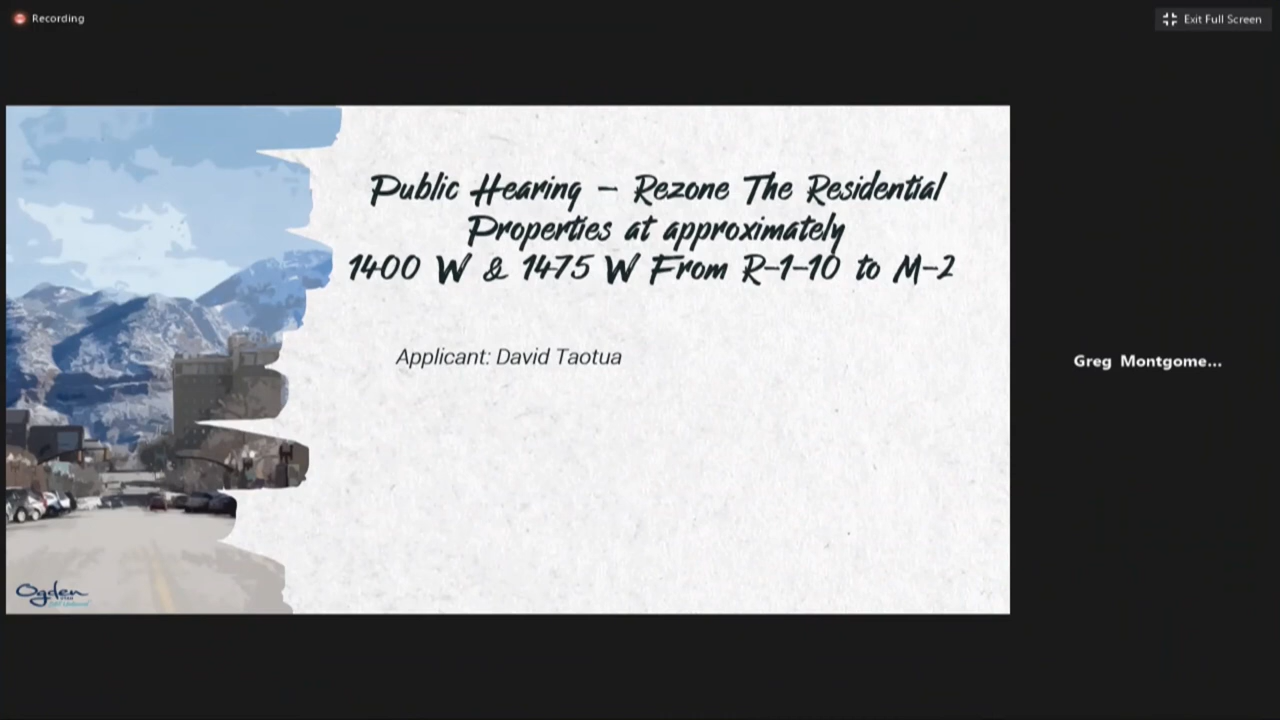 Recording
Exit Full Screen
Public Hearing – Rezone The Residential
Properties at approximately
1400 W & 1475 W From R-1-10 to M-2
Applicant: David Taotua
Greg Montgome...
Ogden
UTAH